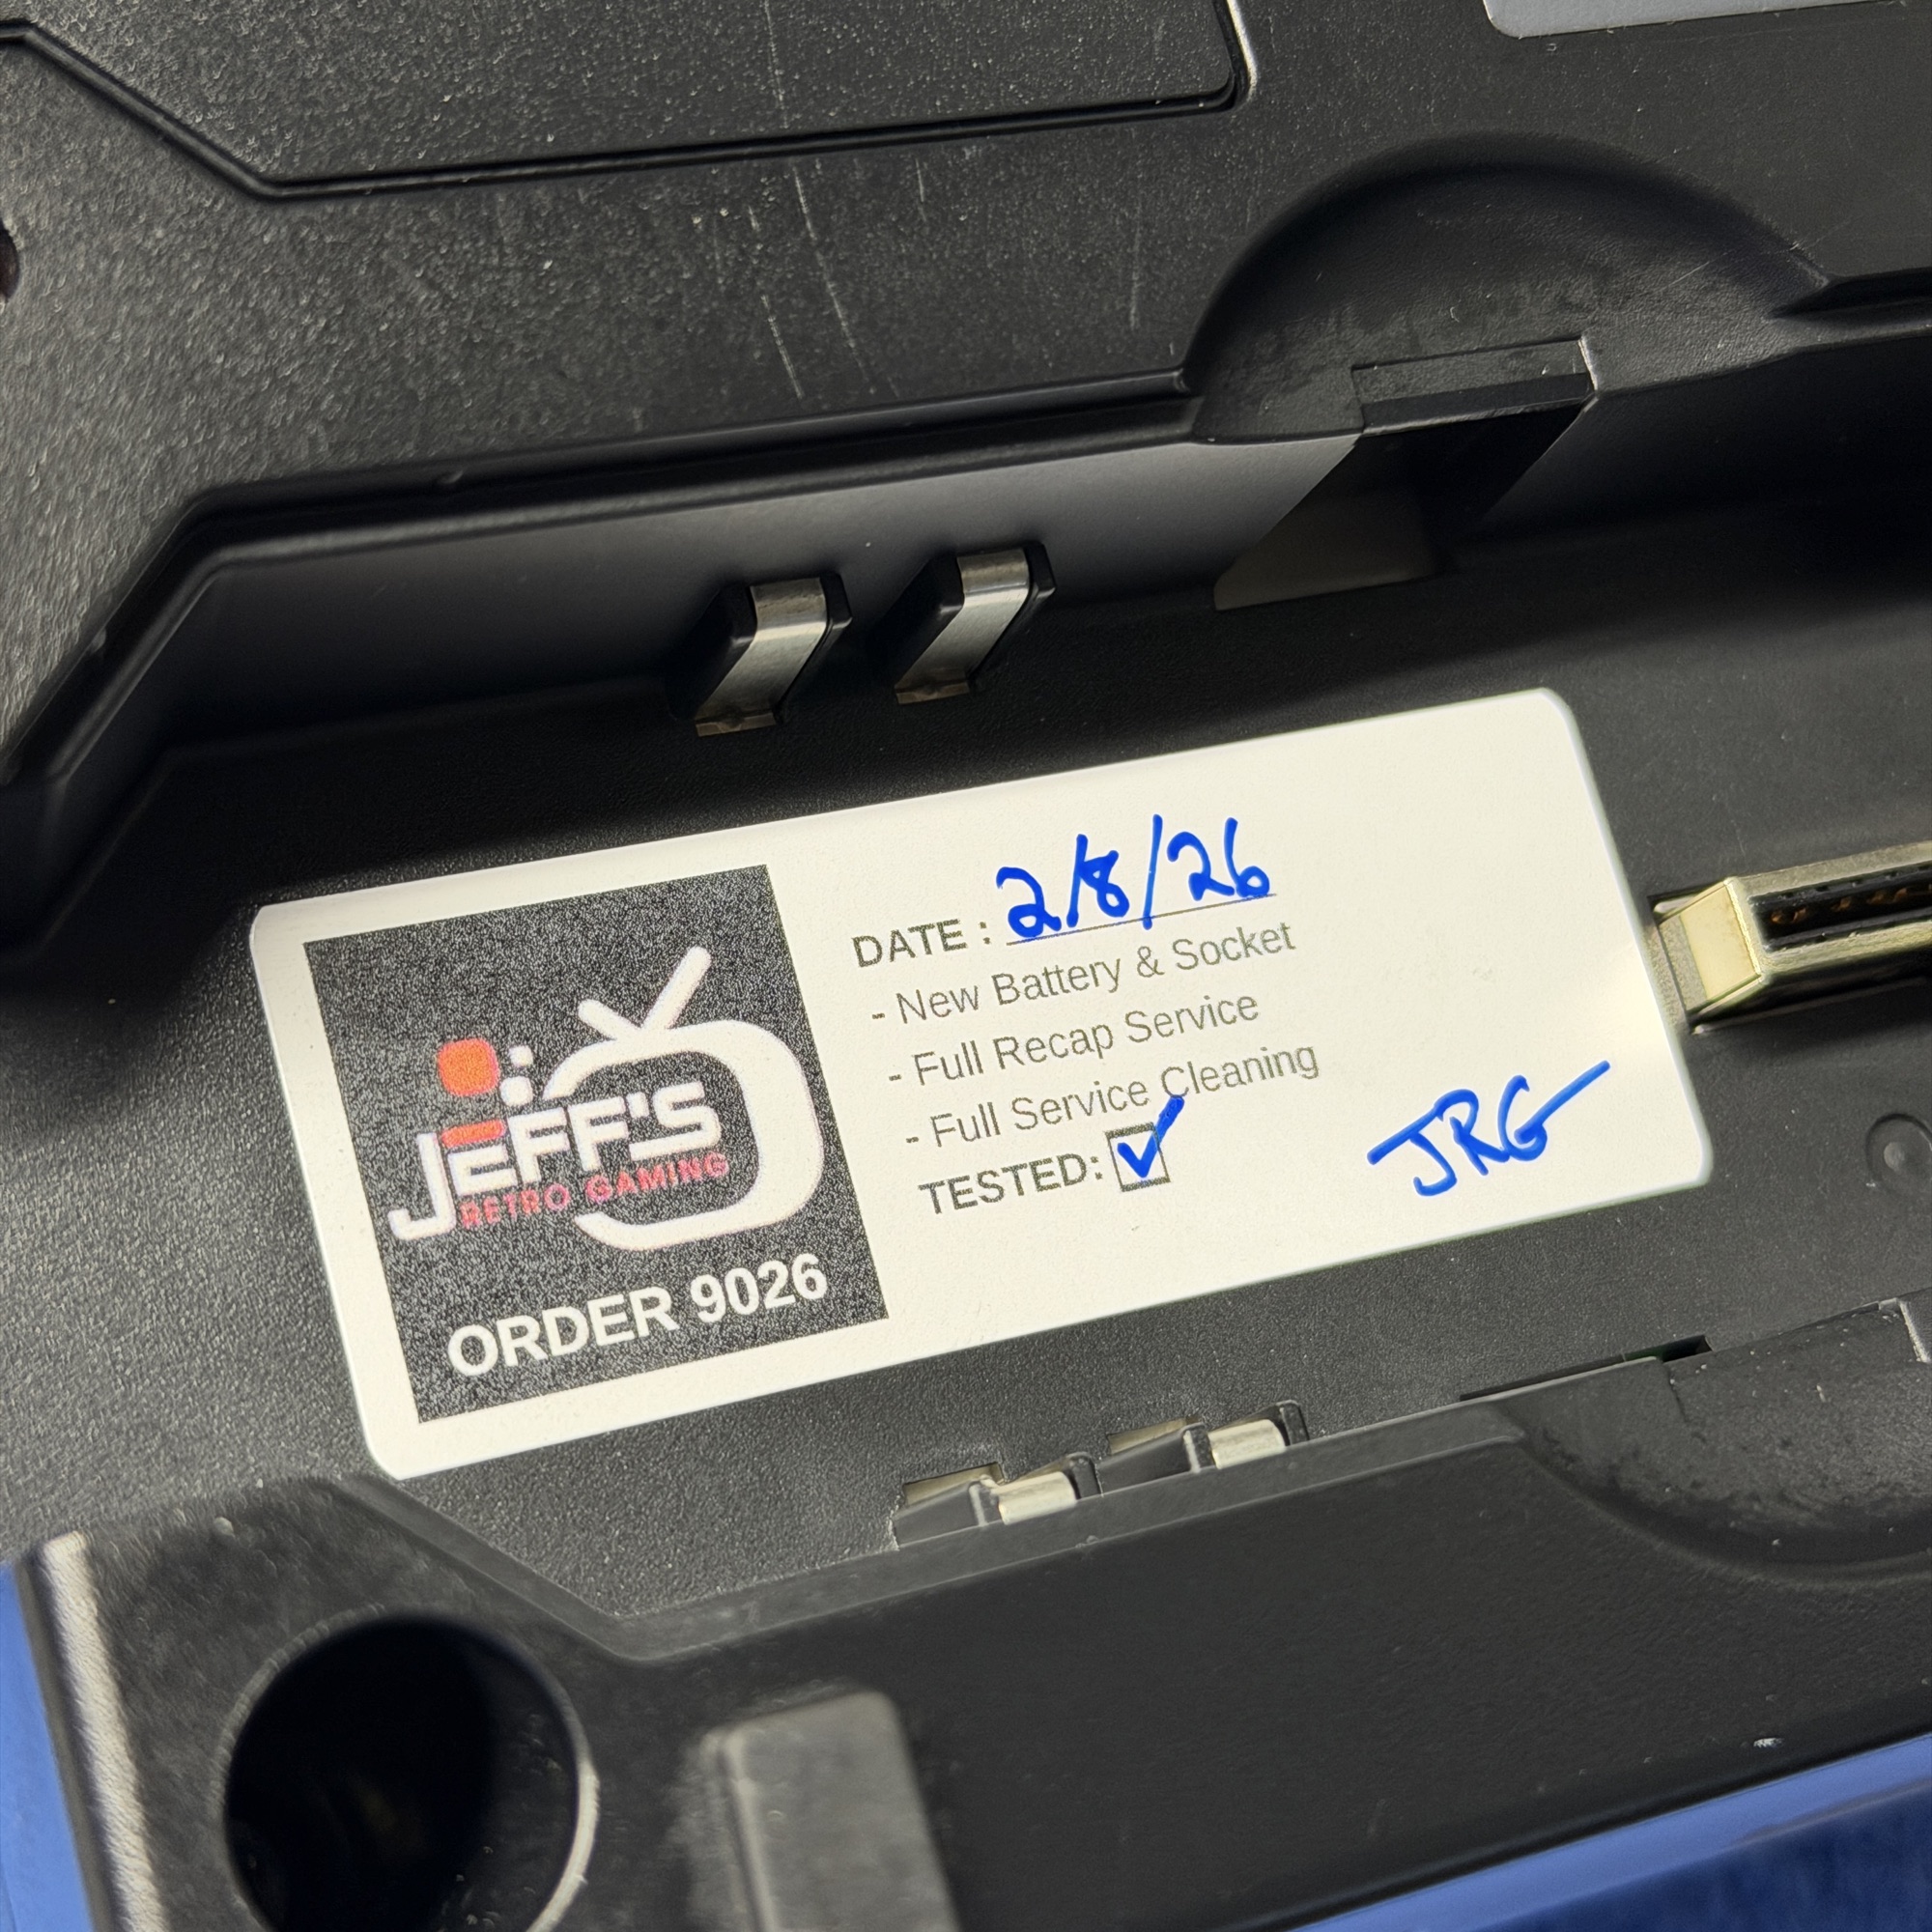 JEFF'S
RETRO GAMING
ORDER 9026
DATE : 2/8/26
- New Battery & Socket
- Full Recap Service
- Full Service Cleaning
TESTED: ☑
JRG